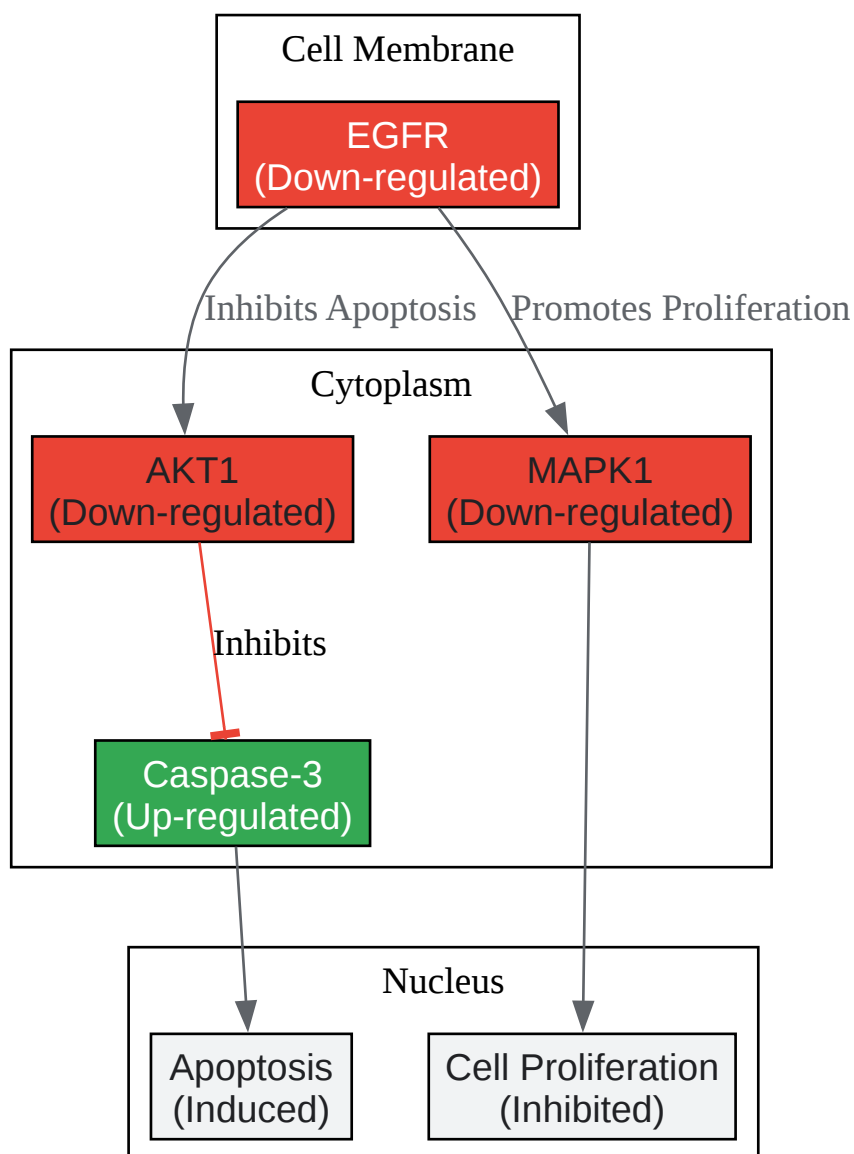 Cell Membrane
EGFR
(Down-regulated)
Inhibits Apoptosis
Promotes Proliferation
Cytoplasm
AKT1
(Down-regulated)
MAPK1
(Down-regulated)
Inhibits
Caspase-3
(Up-regulated)
Nucleus
Apoptosis
(Induced)
Cell Proliferation
(Inhibited)